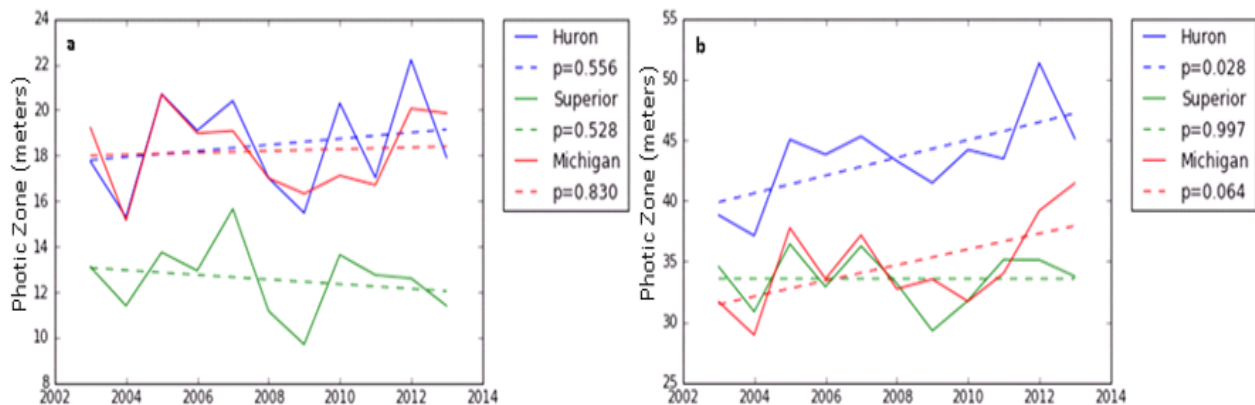 a
Photic Zone (meters)
24
22
20
18
16
14
12
10
8
2002 2004 2006 2008 2010 2012 2014
Huron
p=0.556
Superior
p=0.528
Michigan
p=0.830
b
Photic Zone (meters)
55
50
45
40
35
30
25
2002 2004 2006 2008 2010 2012 2014
Huron
p=0.028
Superior
p=0.997
Michigan
p=0.064